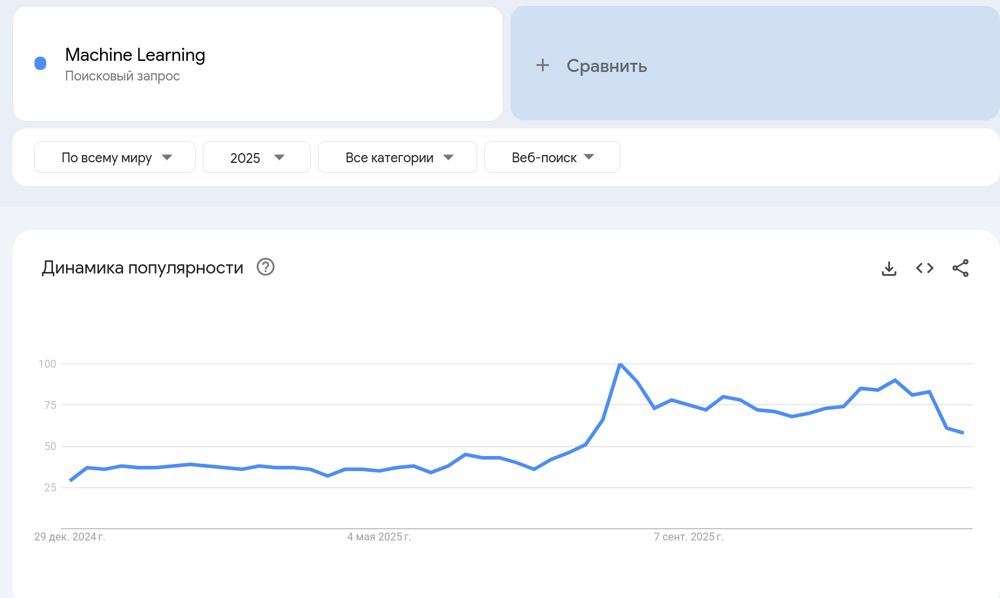 Machine Learning
Поисковый запрос
+ Сравнить
По всему миру
2025
Все категории
Веб-поиск
Динамика популярности ?
100
75
50
25
29 дек. 2024 г.
4 мая 2025 г.
7 сент. 2025 г.